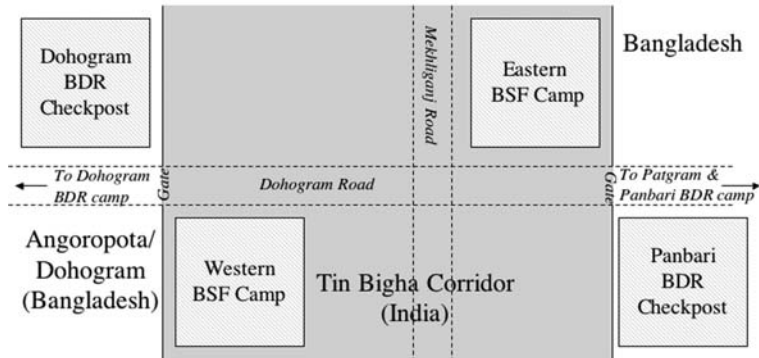 Dohogram
BDR
Checkpost
Mekhliganj Road
Eastern
BSF Camp
Bangladesh
To Dohogram
BDR camp
Gate
Dohogram Road
Gate
To Patgram &
Panbari BDR camp
Angoropota/
Dohogram
(Bangladesh)
Western
BSF Camp
Tin Bigha Corridor
(India)
Panbari
BDR
Checkpost